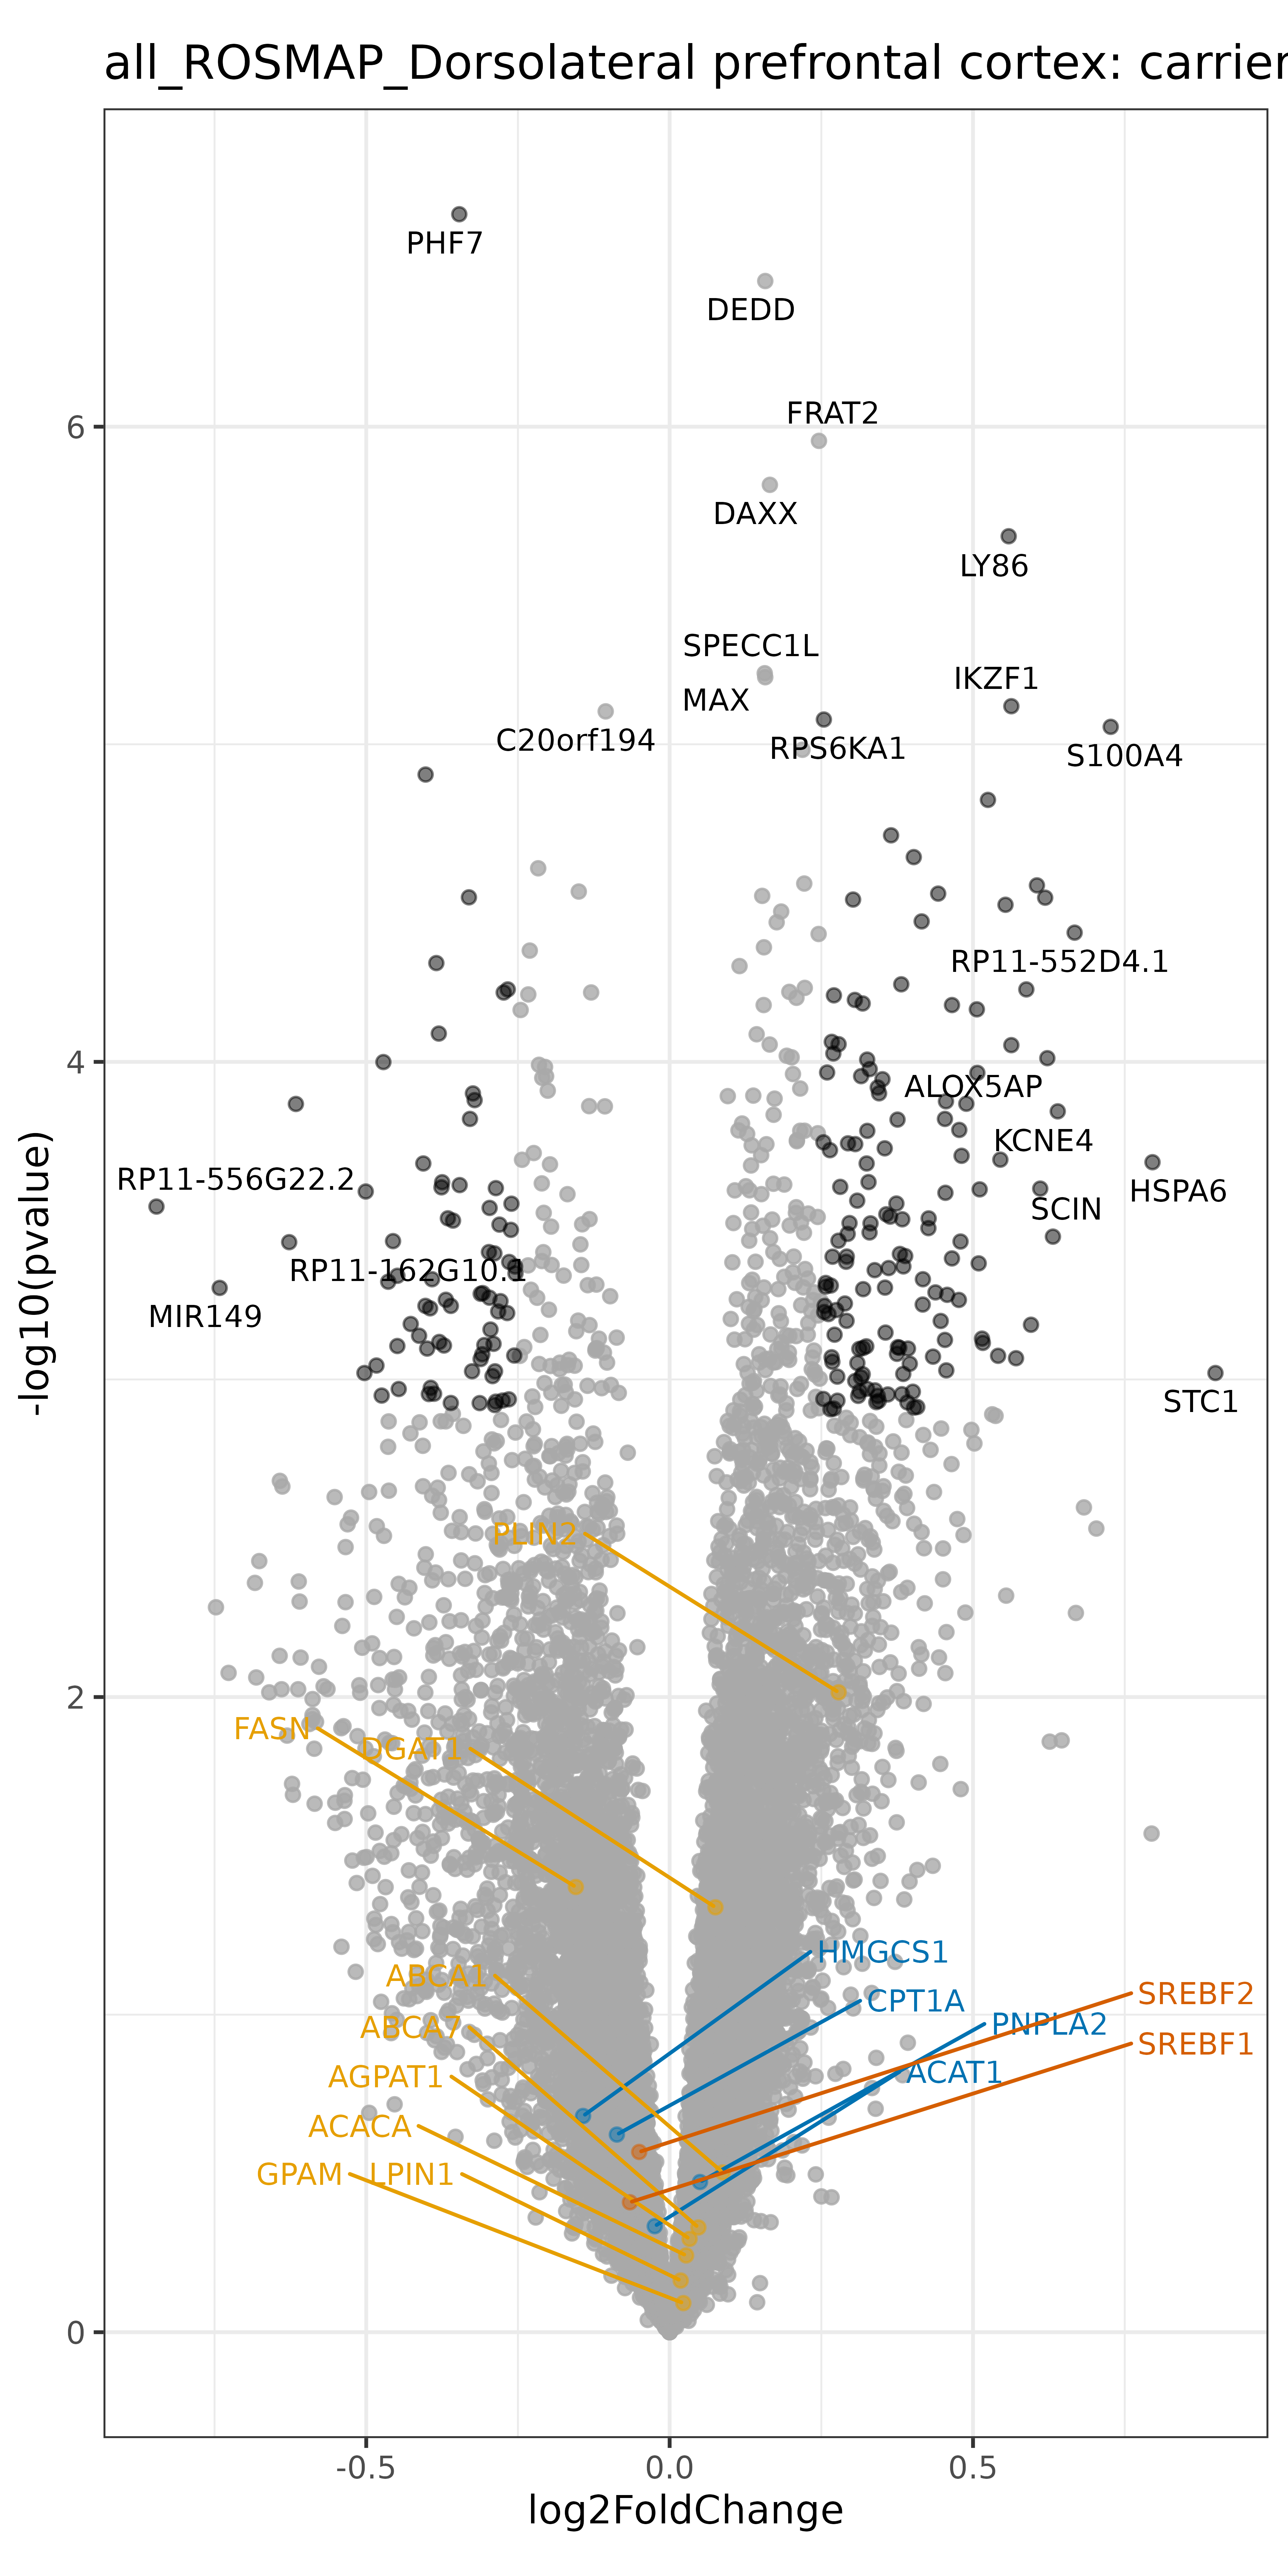 all_ROSMAP_Dorsolateral prefrontal cortex: carrier
PHF7
DEDD
6
FRAT2
DAXX
LY86
SPECC1L
IKZF1
MAX
C20orf194
RPS6KA1
S100A4
RP11-552D4.1
4
ALOX5AP
KCNE4
RP11-556G22.2
HSPA6
SCIN
RP11-162G10.1
MIR149
STC1
-log10(pvalue)
PLIN2
2
FASN
DGAT1
HMGCS1
ABCA1
SREBF2
CPT1A
PNPLA2
ABCA7
SREBF1
ACAT1
AGPAT1
ACACA
GPAM
LPIN1
0
-0.5
0.0
0.5
log2FoldChange